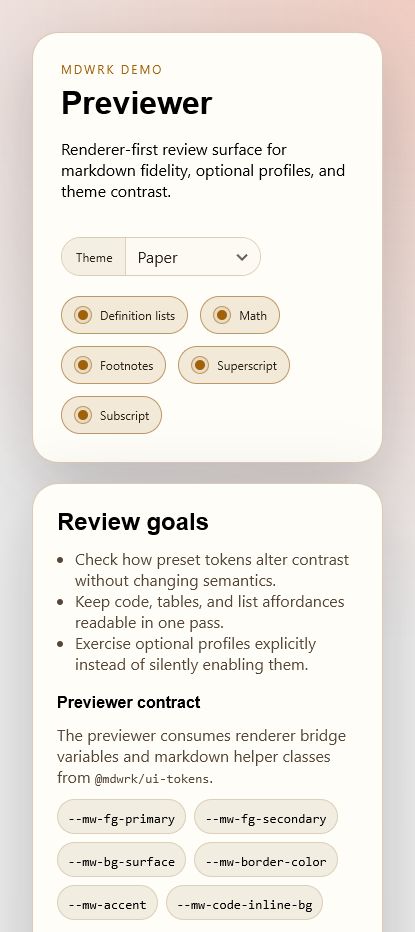 MDWRK DEMO
Previewer
Renderer-first review surface for
markdown fidelity, optional profiles, and
theme contrast.
Theme Paper
Definition lists Math
Footnotes Superscript
Subscript
Review goals
• Check how preset tokens alter contrast
without changing semantics.
• Keep code, tables, and list affordances
readable in one pass.
• Exercise optional profiles explicitly
instead of silently enabling them.
Previewer contract
The previewer consumes renderer bridge
variables and markdown helper classes
from @mdwrk/ui-tokens.
--mw-fg-primary --mw-fg-secondary
--mw-bg-surface --mw-border-color
--mw-accent --mw-code-inline-bg